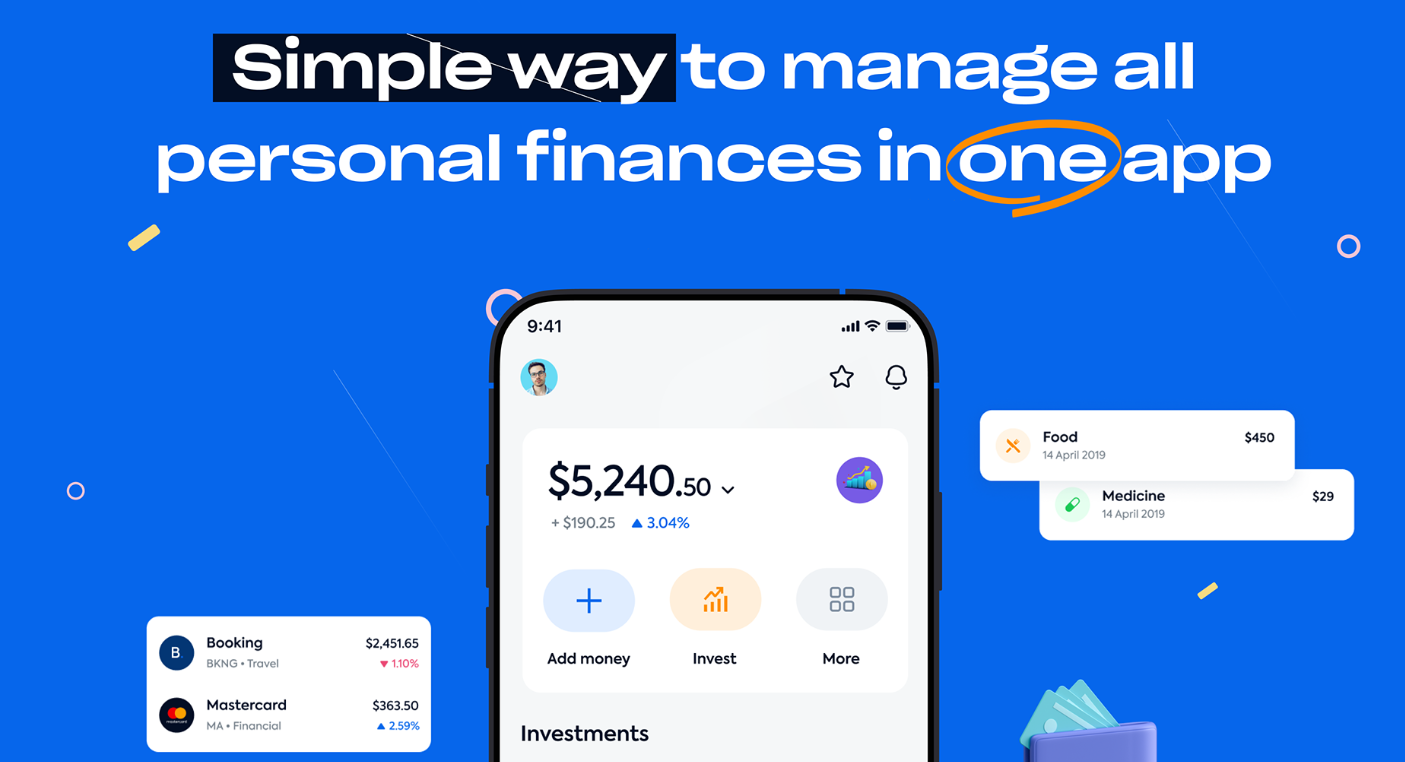 Simple way to manage all
personal finances in one app
9:41
$5,240.50
+ $190.25 ▲ 3.04%
Add money
Invest
More
Investments
Food
$450
14 April 2019
Medicine
$29
14 April 2019
B.
Booking
$2,451.65
BKNG • Travel
▼ 1.10%
Mastercard
$363.50
MA • Financial
▲ 2.59%
mastercard